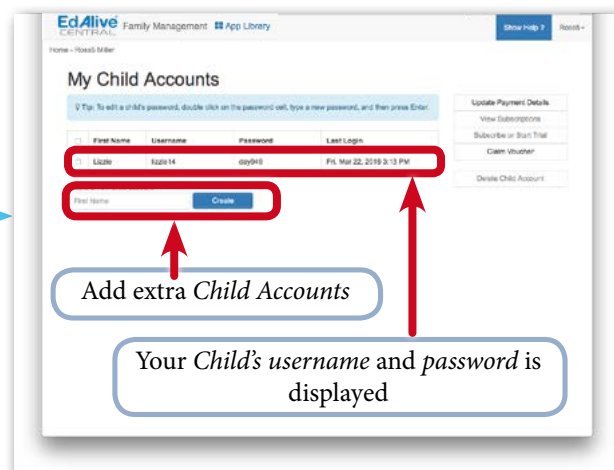 EdAlive CENTRAL Family Management App Library Show Help ? RossS
Home - RossS Miller
My Child Accounts
Tip: To edit a child's password, double click on the password cell, type a new password, and then press Enter.
First Name Username Password Last Login
Lizzie lizzie14 Fri, Mar 22, 2019 3:13 PM
First Name Create
Update Payment Details
View Subscriptions
Subscribe or Start Trial
Claim Voucher
Delete Child Account
Add extra Child Accounts
Your Child's username and password is
displayed